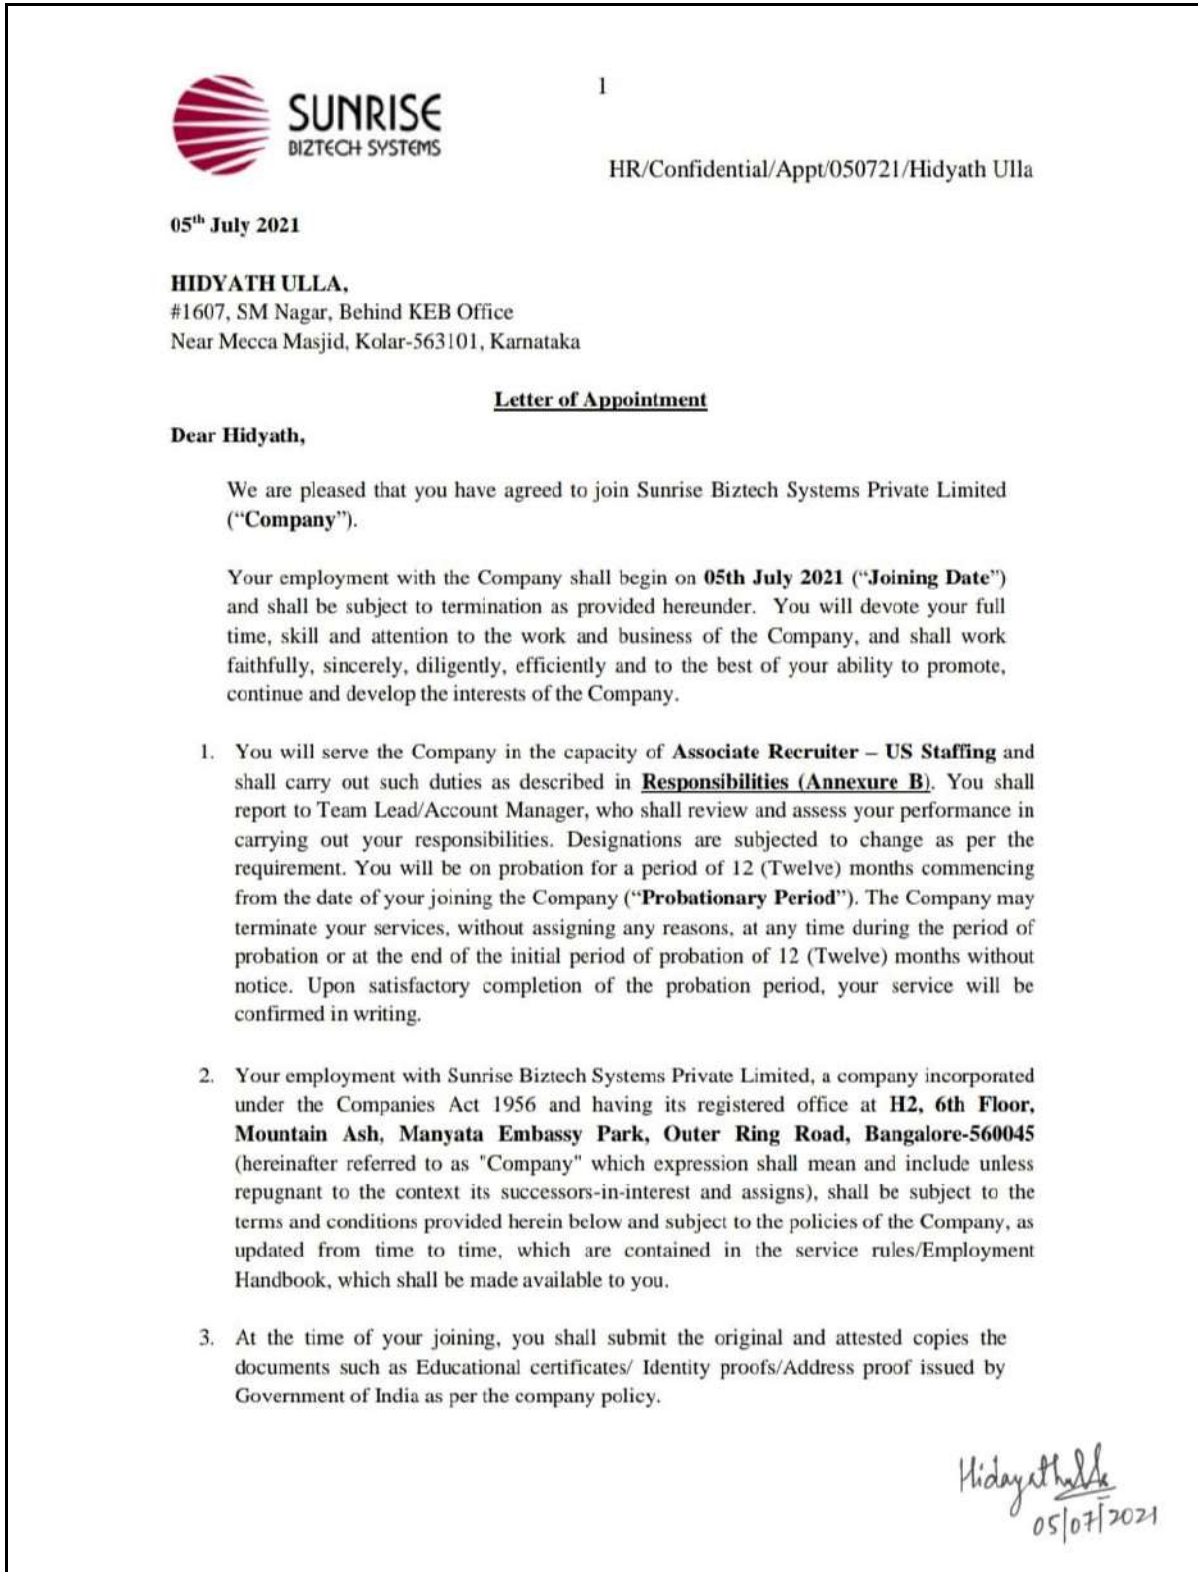 1
SUNRISE
BIZTECH SYSTEMS
HR/Confidential/Appt/050721/Hidyath Ulla
05th July 2021
HIDYATH ULLA,
#1607, SM Nagar, Behind KEB Office
Near Mecca Masjid, Kolar-563101, Karnataka
Letter of Appointment
Dear Hidyath,
We are pleased that you have agreed to join Sunrise Biztech Systems Private Limited
(“Company”).
Your employment with the Company shall begin on 05th July 2021 (“Joining Date”)
and shall be subject to termination as provided hereunder. You will devote your full
time, skill and attention to the work and business of the Company, and shall work
faithfully, sincerely, diligently, efficiently and to the best of your ability to promote,
continue and develop the interests of the Company.
1. You will serve the Company in the capacity of Associate Recruiter – US Staffing and
shall carry out such duties as described in Responsibilities (Annexure B). You shall
report to Team Lead/Account Manager, who shall review and assess your performance in
carrying out your responsibilities. Designations are subjected to change as per the
requirement. You will be on probation for a period of 12 (Twelve) months commencing
from the date of your joining the Company (“Probationary Period”). The Company may
terminate your services, without assigning any reasons, at any time during the period of
probation or at the end of the initial period of probation of 12 (Twelve) months without
notice. Upon satisfactory completion of the probation period, your service will be
confirmed in writing.
2. Your employment with Sunrise Biztech Systems Private Limited, a company incorporated
under the Companies Act 1956 and having its registered office at H2, 6th Floor,
Mountain Ash, Manyata Embassy Park, Outer Ring Road, Bangalore-560045
(hereinafter referred to as "Company" which expression shall mean and include unless
repugnant to the context its successors-in-interest and assigns), shall be subject to the
terms and conditions provided herein below and subject to the policies of the Company, as
updated from time to time, which are contained in the service rules/Employment
Handbook, which shall be made available to you.
3. At the time of your joining, you shall submit the original and attested copies the
documents such as Educational certificates/ Identity proofs/Address proof issued by
Government of India as per the company policy.
Hidayathulla
05/07/2021